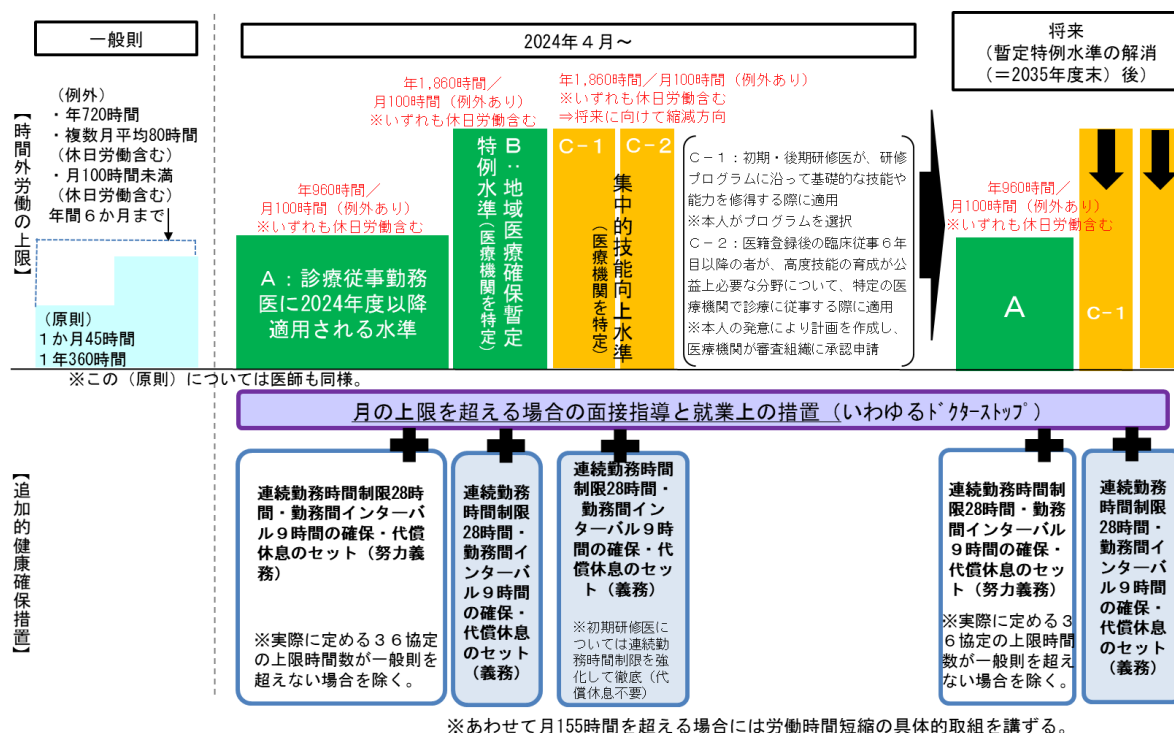 一般則
2024年４月～
将来
（暫定特例水準の解消
（＝2035年度末）後）
【時間外労働の上限】
（例外）
・年720時間
・複数月平均80時間
（休日労働含む）
・月100時間未満
（休日労働含む）
年間６か月まで
（原則）
１か月45時間
１年360時間
※この（原則）については医師も同様。
年960時間／
月100時間（例外あり）
※いずれも休日労働含む
Ａ：診療従事勤務
医に2024年度以降
適用される水準
年1,860時間／
月100時間（例外あり）
※いずれも休日労働含む
Ｂ：地域医療確保暫定
特例水準（医療機関を特定）
年1,860時間／月100時間（例外あり）
※いずれも休日労働含む
⇒将来に向けて縮減方向
Ｃ－１
Ｃ－２
集中的技能向上水準
（医療機関を特定）
Ｃ－１：初期・後期研修医が、研修
プログラムに沿って基礎的な技能や
能力を修得する際に適用
※本人がプログラムを選択
Ｃ－２：医籍登録後の臨床従事６年
目以降の者が、高度技能の育成が公
益上必要な分野について、特定の医
療機関で診療に従事する際に適用
※本人の発意により計画を作成し、
医療機関が審査組織に承認申請
年960時間／
月100時間（例外あり）
※いずれも休日労働含む
Ａ
Ｃ－１
月の上限を超える場合の面接指導と就業上の措置（いわゆるﾄﾞｸﾀｰｽﾄｯﾌﾟ）
【追加的健康確保措置】
連続勤務時間制限28時
間・勤務間インターバ
ル９時間の確保・代償
休息のセット（努力義
務）
※実際に定める３６協定
の上限時間数が一般則を
超えない場合を除く。
連続勤務
時間制限
28時間・
勤務間イ
ンターバ
ル９時間
の確保・
代償休息
のセット
（義務）
連続勤務時間
制限28時間・
勤務間イン
ターバル９時
間の確保・代
償休息のセッ
ト（義務）
※初期研修医に
ついては連続勤
務時間制限を強
化して徹底（代
償休息不要）
連続勤務時間制
限28時間・勤務
間インターバル
９時間の確保・
代償休息のセッ
ト（努力義務）
※実際に定める３
６協定の上限時間
数が一般則を超え
ない場合を除く。
連続勤務
時間制限
28時間・
勤務間イ
ンターバ
ル９時間
の確保・
代償休息
のセット
（義務）
※あわせて月155時間を超える場合には労働時間短縮の具体的取組を講ずる。